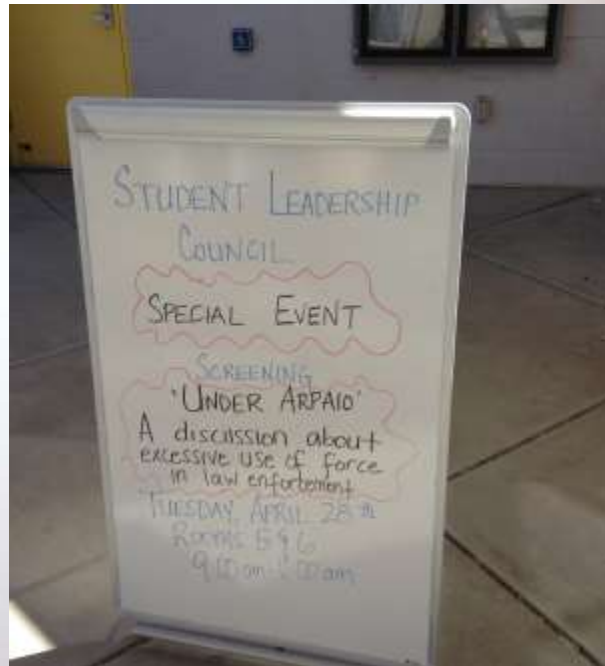 STUDENT LEADERSHIP
COUNCIL
SPECIAL EVENT
SCREENING
'UNDER ARPAIO'
A discussion about
excessive use of force
in law enforcement
TUESDAY, APRIL 28th
Rooms 5 & 6